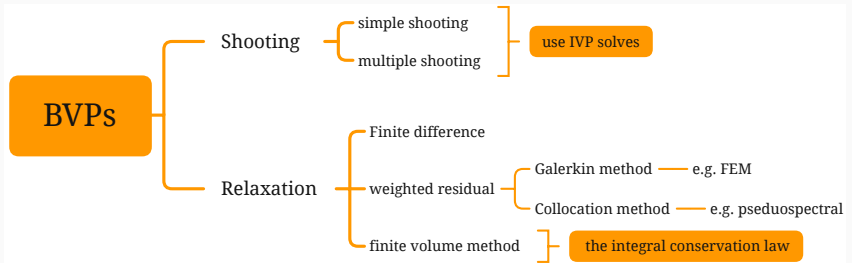 BVPs
Shooting
simple shooting
multiple shooting
use IVP solves
Relaxation
Finite difference
weighted residual
Galerkin method
e.g. FEM
Collocation method
e.g. pseduospectral
finite volume method
the integral conservation law